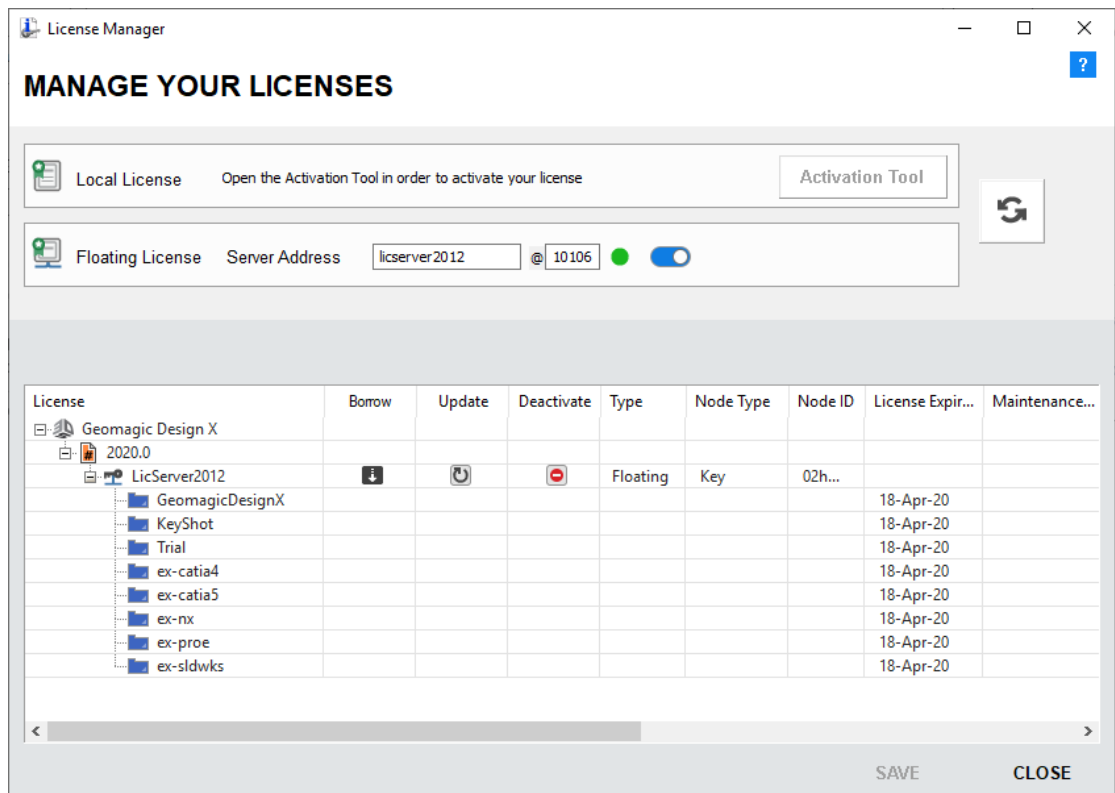 License Manager
?
MANAGE YOUR LICENSES
Local License Open the Activation Tool in order to activate your license Activation Tool
Floating License Server Address licserver2012 @ 10106
License Borrow Update Deactivate Type Node Type Node ID License Expir... Maintenance...
Geomagic Design X
# 2020.0
LicServer2012 Floating Key 02h...
GeomagicDesignX 18-Apr-20
KeyShot 18-Apr-20
Trial 18-Apr-20
ex-catia4 18-Apr-20
ex-catia5 18-Apr-20
ex-nx 18-Apr-20
ex-proe 18-Apr-20
ex-sldwks 18-Apr-20
SAVE CLOSE